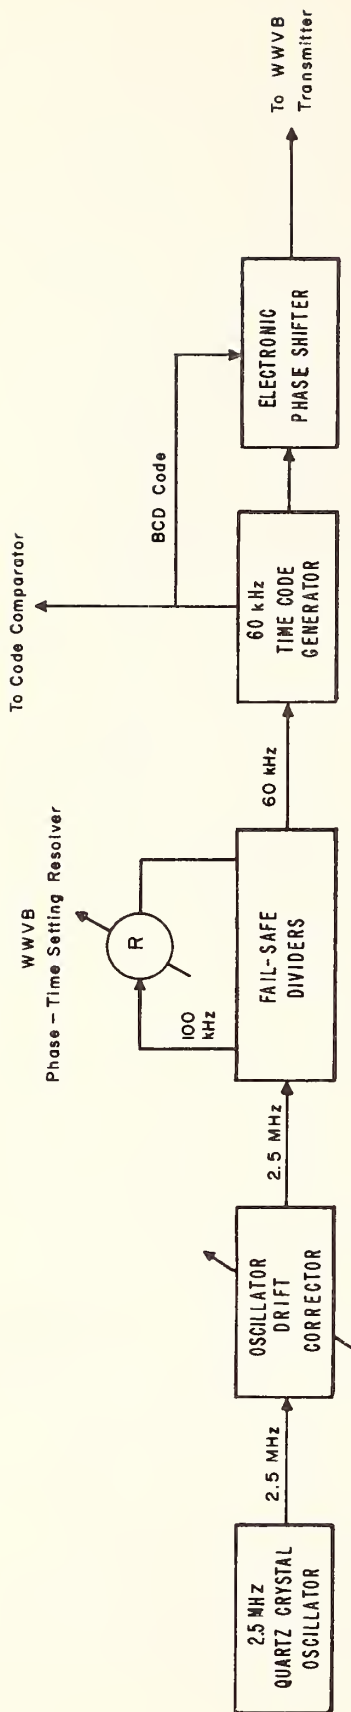 2.5 MHz
QUARTZ CRYSTAL
OSCILLATOR
2.5 MHz
OSCILLATOR
DRIFT
CORRECTOR
2.5 MHz
WWVB
Phase-Time Setting Resolver
R
100
kHz
FAIL-SAFE
DIVIDERS
60 kHz
To Code Comparator
BCD Code
60 kHz
TIME CODE
GENERATOR
ELECTRONIC
PHASE SHIFTER
To WWVB
Transmitter